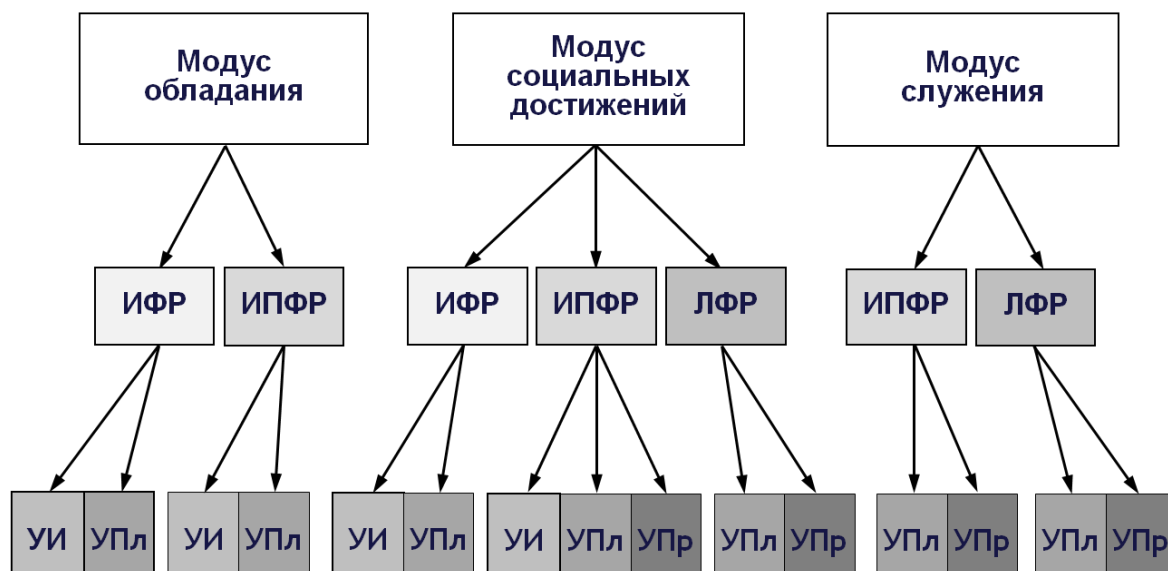 Модус
обладания
Модус
социальных
достижений
Модус
служения
ИФР
ИПФР
ИФР
ИПФР
ЛФР
ИПФР
ЛФР
УИ
УПл
УИ
УПл
УИ
УПл
УИ
УПл
УПр
УПл
УПр
УПл
УПр
УПл
УПр